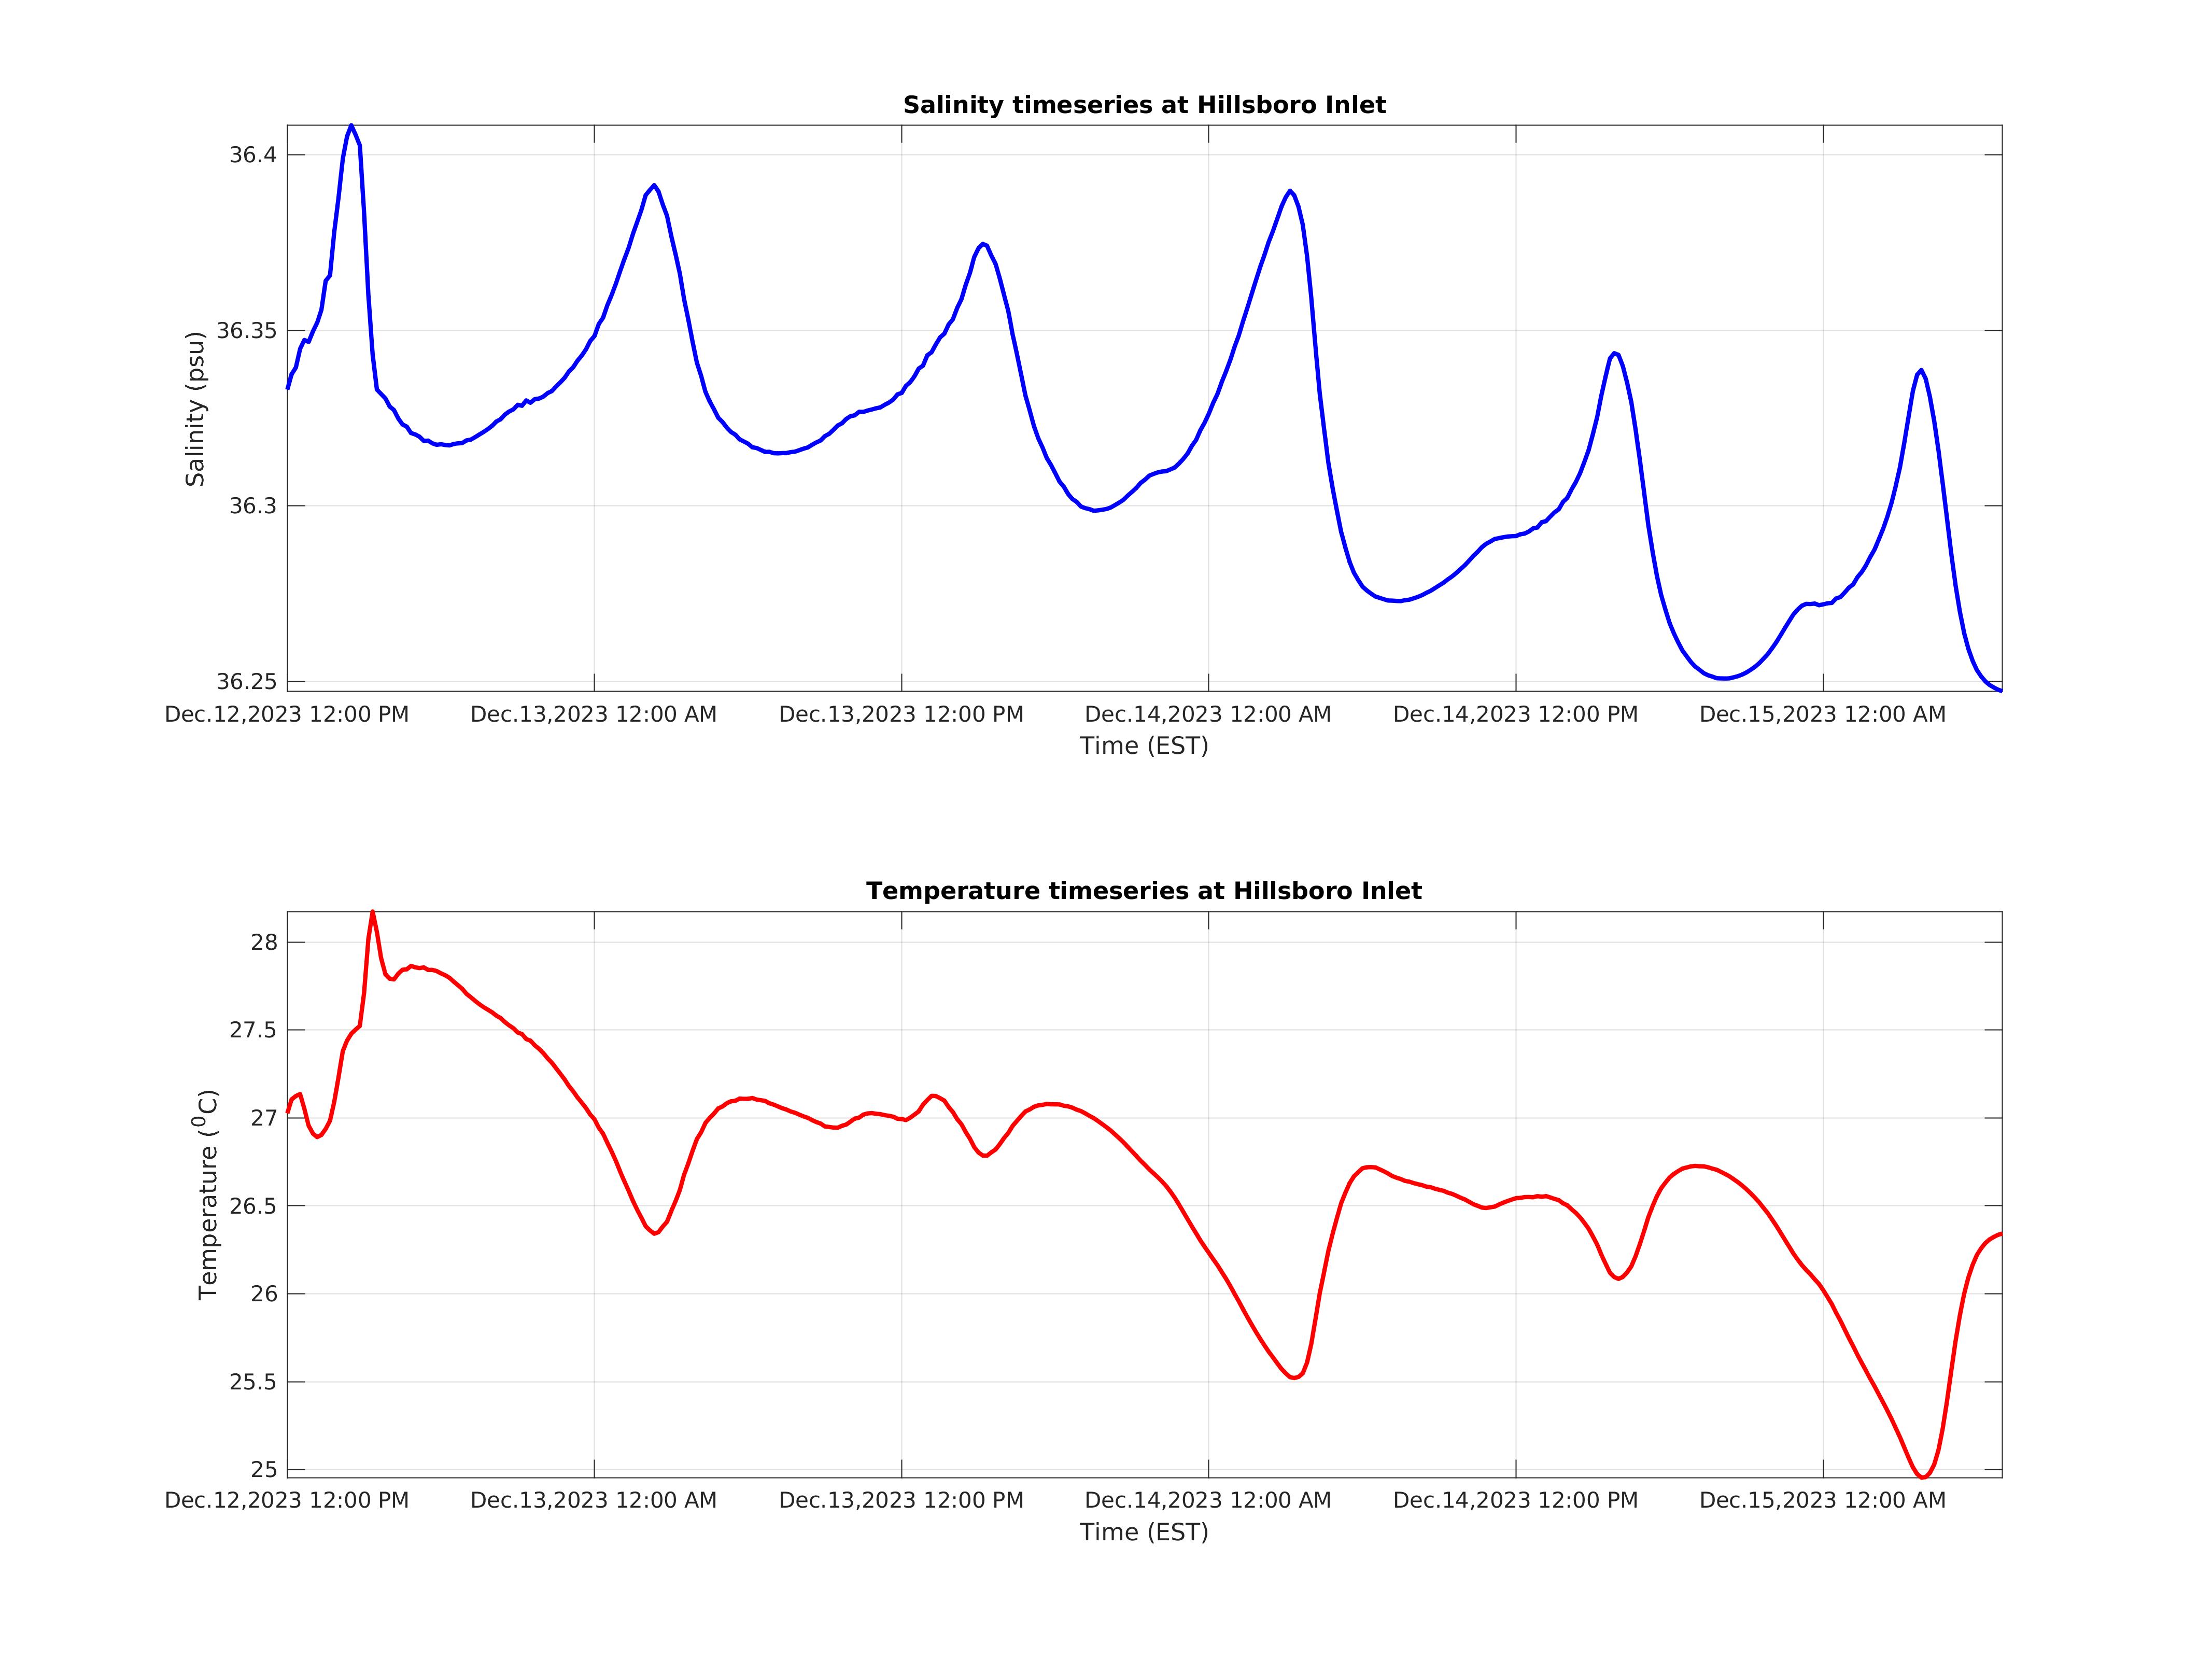 Salinity timeseries at Hillsboro Inlet
Salinity (psu)
36.4
36.35
36.3
36.25
Dec.12,2023 12:00 PM Dec.13,2023 12:00 AM Dec.13,2023 12:00 PM Dec.14,2023 12:00 AM Dec.14,2023 12:00 PM Dec.15,2023 12:00 AM
Time (EST)
Temperature timeseries at Hillsboro Inlet
Temperature (⁰C)
28
27.5
27
26.5
26
25.5
25
Dec.12,2023 12:00 PM Dec.13,2023 12:00 AM Dec.13,2023 12:00 PM Dec.14,2023 12:00 AM Dec.14,2023 12:00 PM Dec.15,2023 12:00 AM
Time (EST)